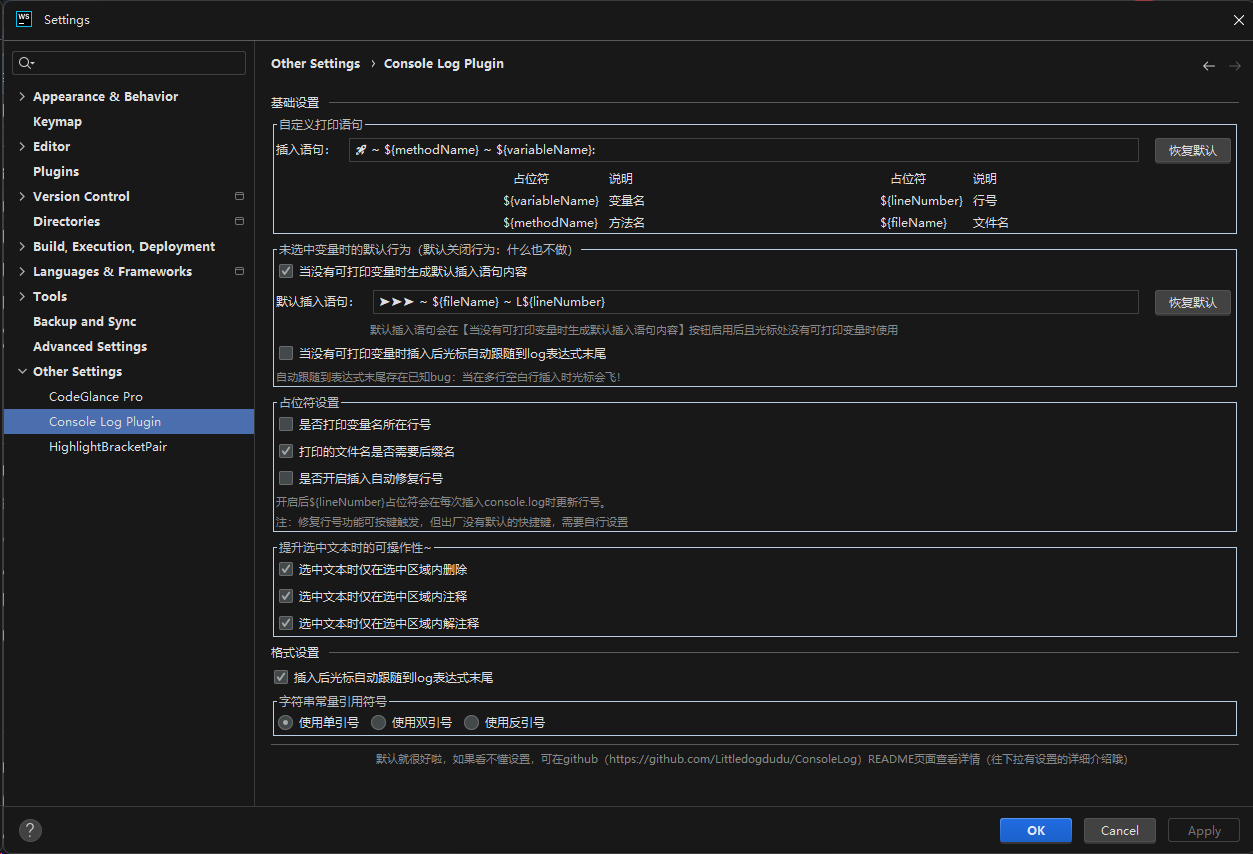 WS
Settings
Other Settings › Console Log Plugin
Appearance & Behavior
Keymap
Editor
Plugins
Version Control
Directories
Build, Execution, Deployment
Languages & Frameworks
Tools
Backup and Sync
Advanced Settings
Other Settings
CodeGlance Pro
Console Log Plugin
HighlightBracketPair
基础设置
自定义打印语句
插入语句： 🚀 ~ ${methodName} ~ ${variableName}: 恢复默认
占位符 说明 占位符 说明
${variableName} 变量名 ${lineNumber} 行号
${methodName} 方法名 ${fileName} 文件名
未选中变量时的默认行为（默认关闭行为：什么也不做）
当没有可打印变量时生成默认插入语句内容
默认插入语句： ➤➤➤ ~ ${fileName} ~ L${lineNumber} 恢复默认
默认插入语句会在【当没有可打印变量时生成默认插入语句内容】按钮启用后且光标处没有可打印变量时使用
当没有可打印变量时插入后光标自动跟随到log表达式末尾
自动跟随到表达式末尾存在已知bug：当在多行空白行插入时光标会飞！
占位符设置
是否打印变量名所在行号
打印的文件名是否需要后缀名
是否开启插入自动修复行号
开启后${lineNumber}占位符会在每次插入console.log时更新行号。
注：修复行号功能可按键触发，但出厂没有默认的快捷键，需要自行设置
提升选中文本时的可操作性~
选中文本时仅在选中区域内删除
选中文本时仅在选中区域内注释
选中文本时仅在选中区域内解注释
格式设置
插入后光标自动跟随到log表达式末尾
字符串常量引用符号
使用单引号 使用双引号 使用反引号
默认就很好啦，如果看不懂设置，可在github（https://github.com/Littledogdudu/ConsoleLog）README页面查看详情（往下拉有设置的详细介绍哦）
? OK Cancel Apply